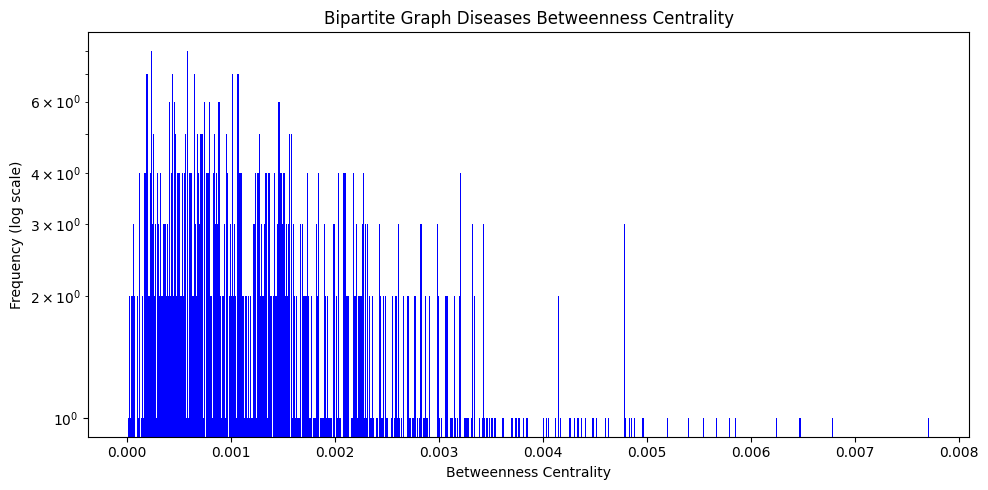 Bipartite Graph Diseases Betweenness Centrality
Frequency (log scale)
6 × 10⁰
4 × 10⁰
3 × 10⁰
2 × 10⁰
10⁰
0.000 0.001 0.002 0.003 0.004 0.005 0.006 0.007 0.008
Betweenness Centrality